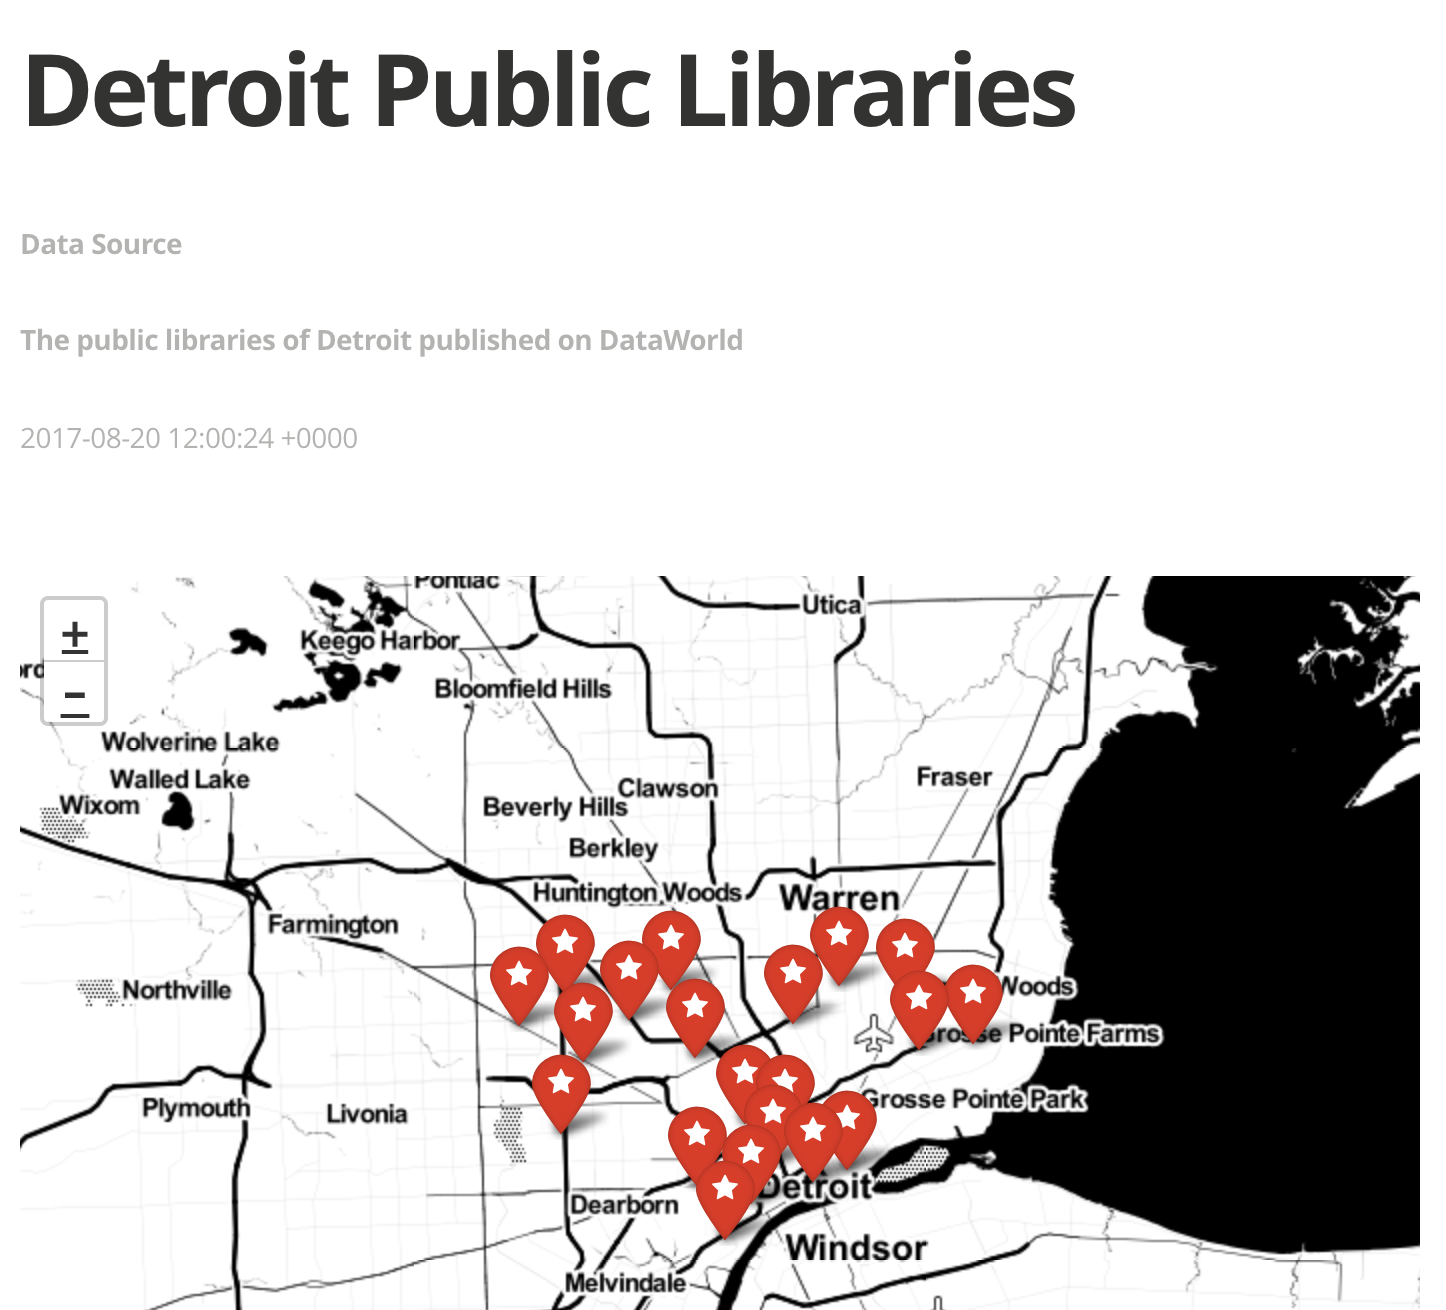 Detroit Public Libraries
Data Source
The public libraries of Detroit published on DataWorld
2017-08-20 12:00:24 +0000
Pontiac
Utica
+
Keego Harbor
−
Bloomfield Hills
Wolverine Lake
Walled Lake
Wixom
Clawson
Fraser
Beverly Hills
Berkley
Huntington Woods
Warren
Farmington
Northville
Woods
Grosse Pointe Farms
Grosse Pointe Park
Plymouth
Livonia
Detroit
Dearborn
Windsor
Melvindale